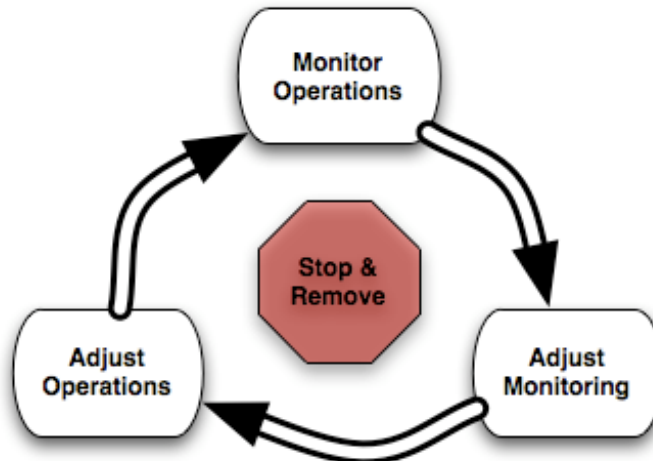 Monitor
Operations
Stop &
Remove
Adjust
Operations
Adjust
Monitoring